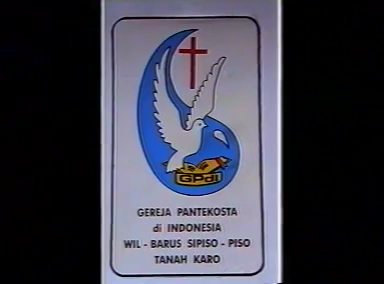 GPdI
GEREJA PANTEKOSTA
di INDONESIA
WIL - BARUS SIPISO - PISO
TANAH KARO